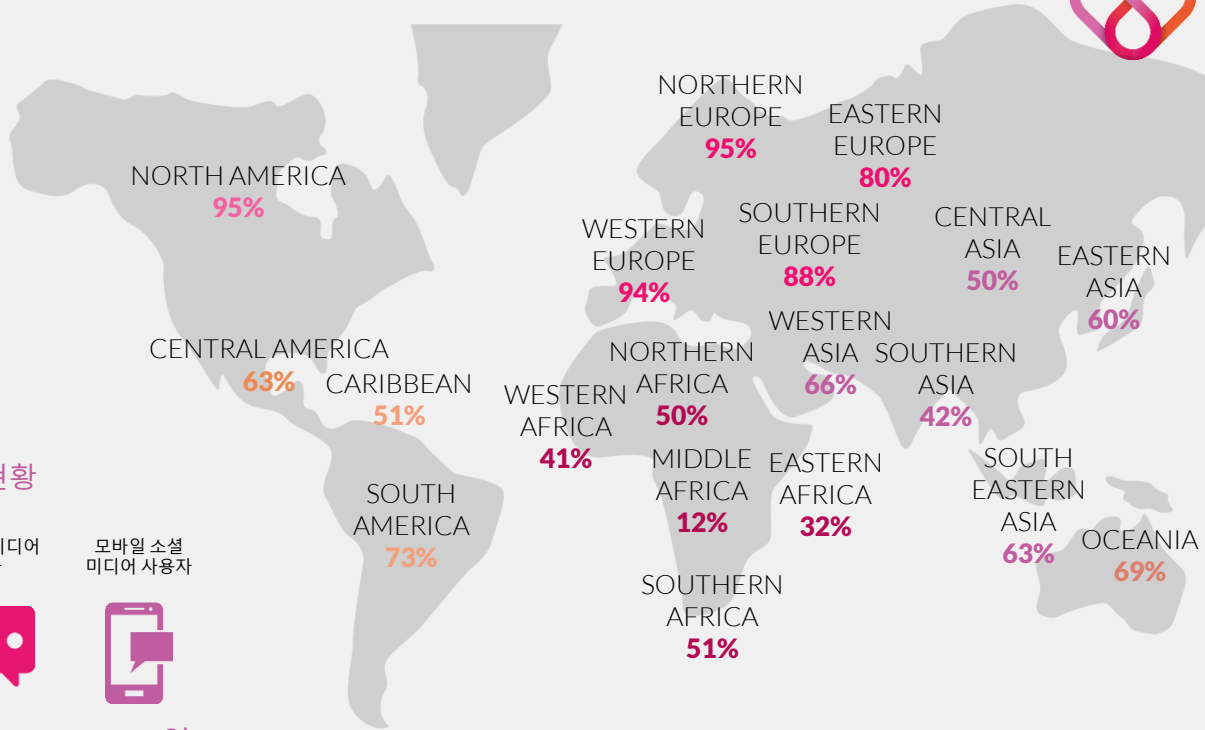 NORTHERN
EUROPE
95%
EASTERN
EUROPE
80%
NORTH AMERICA
95%
WESTERN
EUROPE
94%
SOUTHERN
EUROPE
88%
CENTRAL
ASIA
50%
EASTERN
ASIA
60%
CENTRAL AMERICA
63%
CARIBBEAN
51%
WESTERN
AFRICA
41%
NORTHERN
AFRICA
50%
WESTERN
ASIA
66%
SOUTHERN
ASIA
42%
SOUTH
AMERICA
73%
MIDDLE
AFRICA
12%
EASTERN
AFRICA
32%
SOUTH
EASTERN
ASIA
63%
OCEANIA
69%
SOUTHERN
AFRICA
51%
현황
미디어
모바일 소셜
미디어 사용자